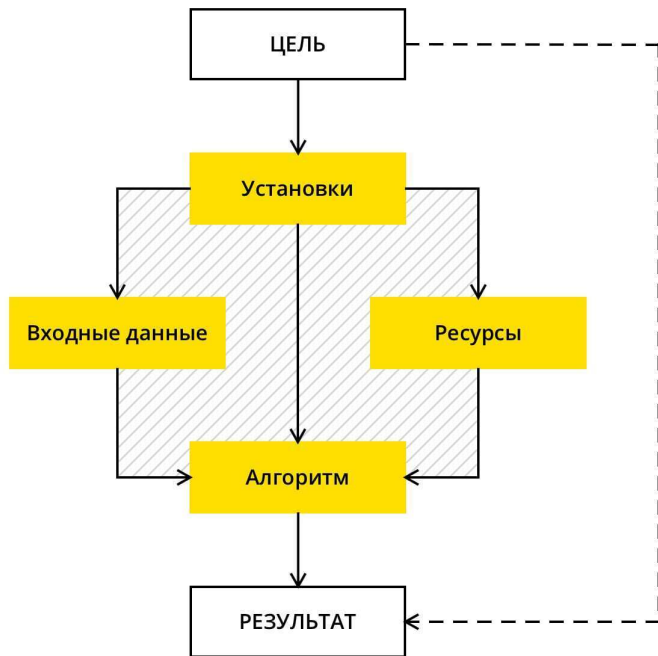 ЦЕЛЬ
Установки
Входные данные
Ресурсы
Алгоритм
РЕЗУЛЬТАТ